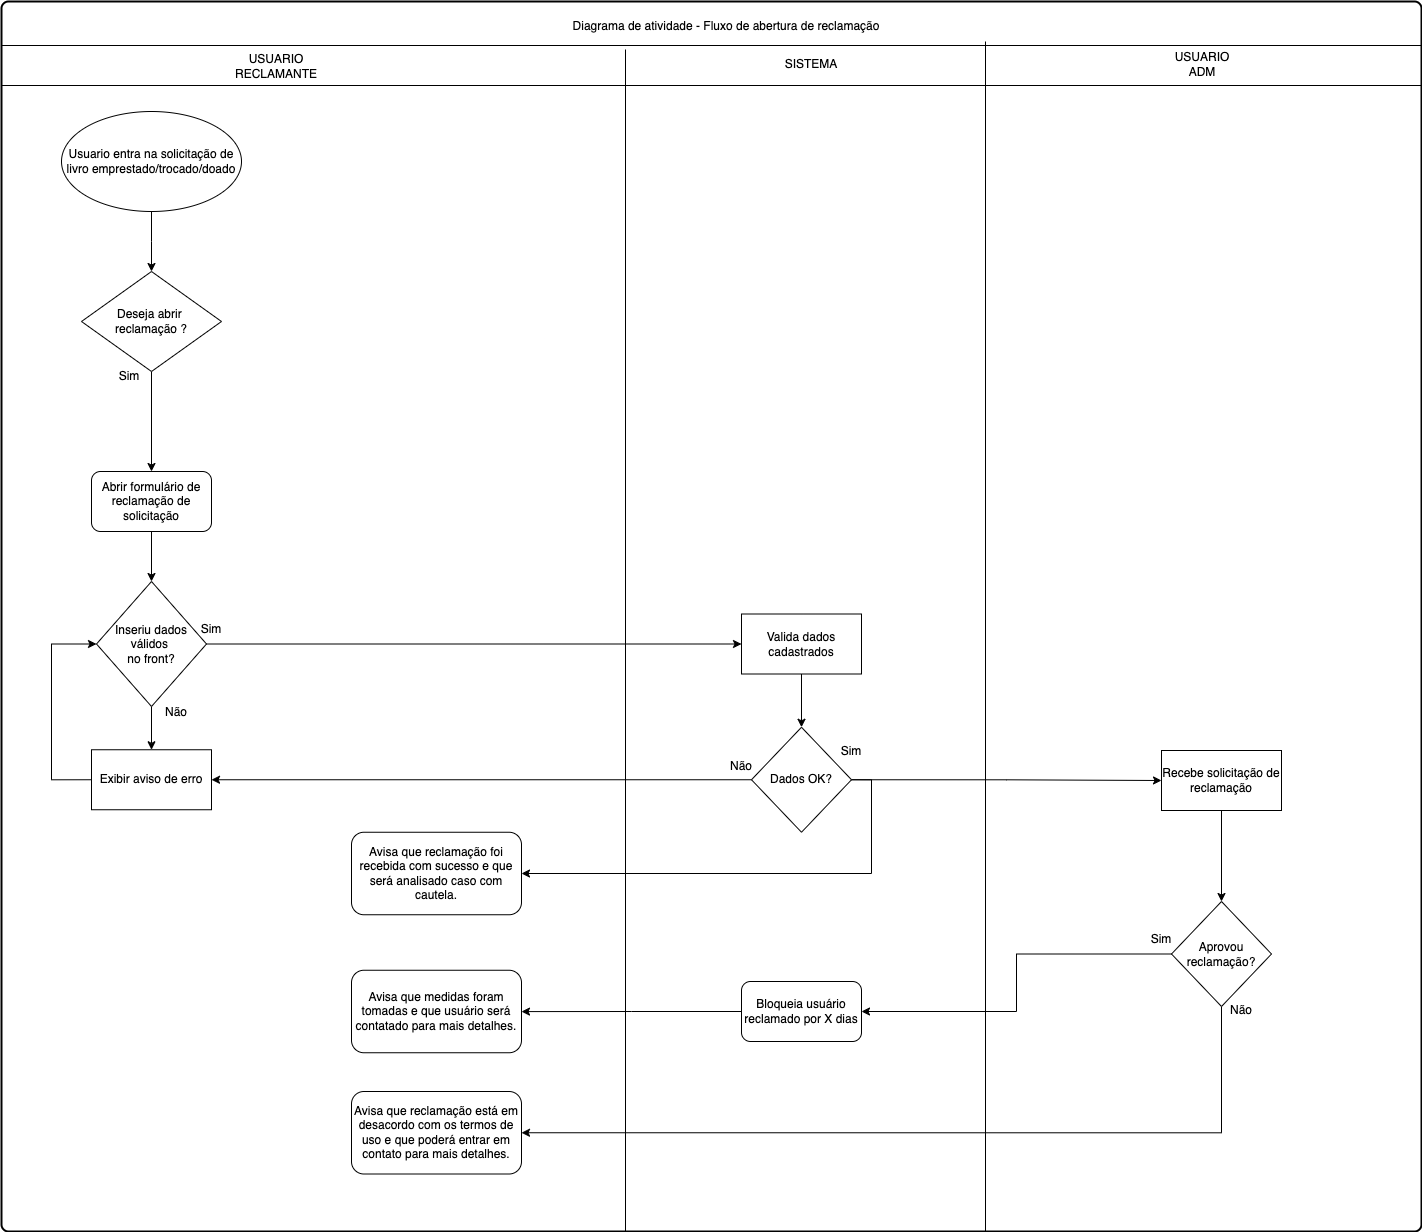 Diagrama de atividade - Fluxo de abertura de reclamação
USUARIO
RECLAMANTE
SISTEMA
USUARIO
ADM
Usuario entra na solicitação de
livro emprestado/trocado/doado
Deseja abrir
reclamação ?
Sim
Abrir formulário de
reclamação de
solicitação
Inseriu dados
válidos
no front?
Sim
Não
Valida dados
cadastrados
Exibir aviso de erro
Não
Dados OK?
Sim
Recebe solicitação de
reclamação
Avisa que reclamação foi
recebida com sucesso e que
será analisado caso com
cautela.
Sim
Aprovou
reclamação?
Não
Avisa que medidas foram
tomadas e que usuário será
contatado para mais detalhes.
Bloqueia usuário
reclamado por X dias
Avisa que reclamação está em
desacordo com os termos de
uso e que poderá entrar em
contato para mais detalhes.